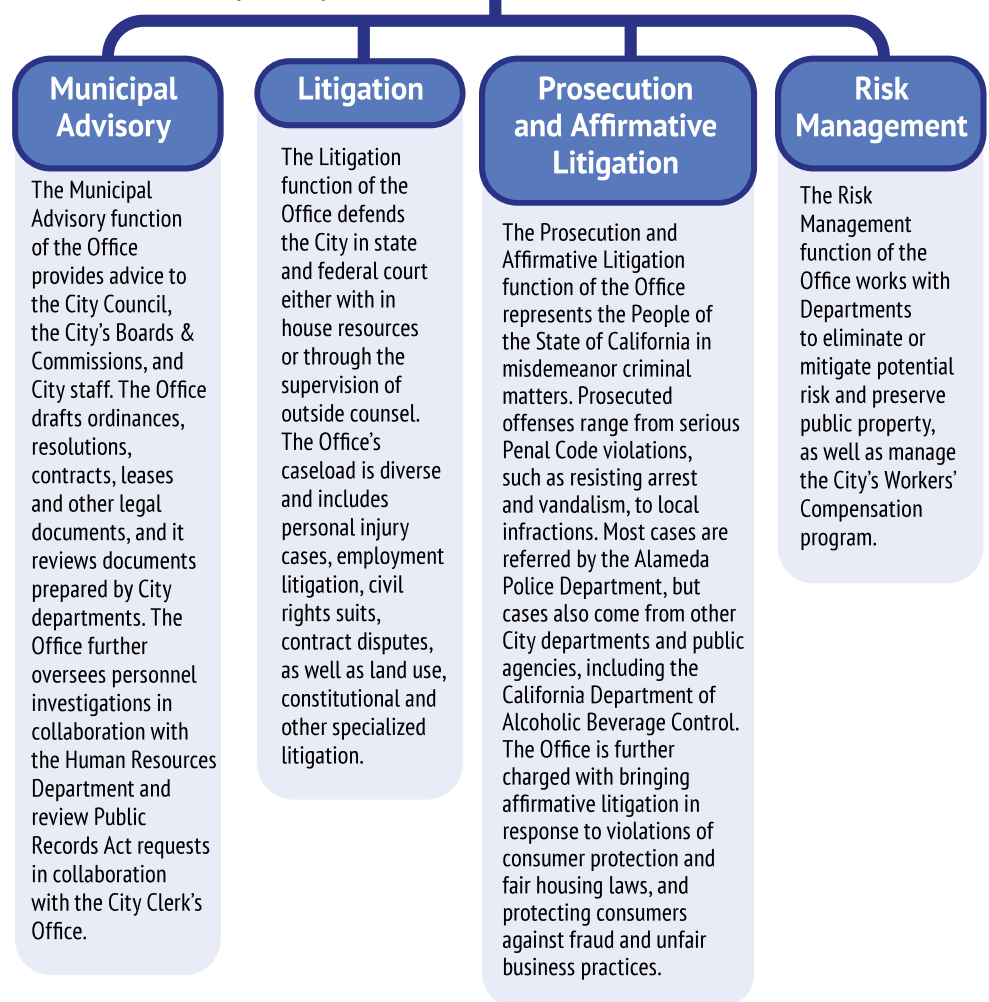 Municipal
Advisory
The Municipal
Advisory function
of the Office
provides advice to
the City Council,
the City's Boards &
Commissions, and
City staff. The Office
drafts ordinances,
resolutions,
contracts, leases
and other legal
documents, and it
reviews documents
prepared by City
departments. The
Office further
oversees personnel
investigations in
collaboration with
the Human Resources
Department and
review Public
Records Act requests
in collaboration
with the City Clerk's
Office.
Litigation
The Litigation
function of the
Office defends
the City in state
and federal court
either with in
house resources
or through the
supervision of
outside counsel.
The Office's
caseload is diverse
and includes
personal injury
cases, employment
litigation, civil
rights suits,
contract disputes,
as well as land use,
constitutional and
other specialized
litigation.
Prosecution
and Affirmative
Litigation
The Prosecution and
Affirmative Litigation
function of the Office
represents the People of
the State of California in
misdemeanor criminal
matters. Prosecuted
offenses range from serious
Penal Code violations,
such as resisting arrest
and vandalism, to local
infractions. Most cases are
referred by the Alameda
Police Department, but
cases also come from other
City departments and public
agencies, including the
California Department of
Alcoholic Beverage Control.
The Office is further
charged with bringing
affirmative litigation in
response to violations of
consumer protection and
fair housing laws, and
protecting consumers
against fraud and unfair
business practices.
Risk
Management
The Risk
Management
function of the
Office works with
Departments
to eliminate or
mitigate potential
risk and preserve
public property,
as well as manage
the City's Workers'
Compensation
program.